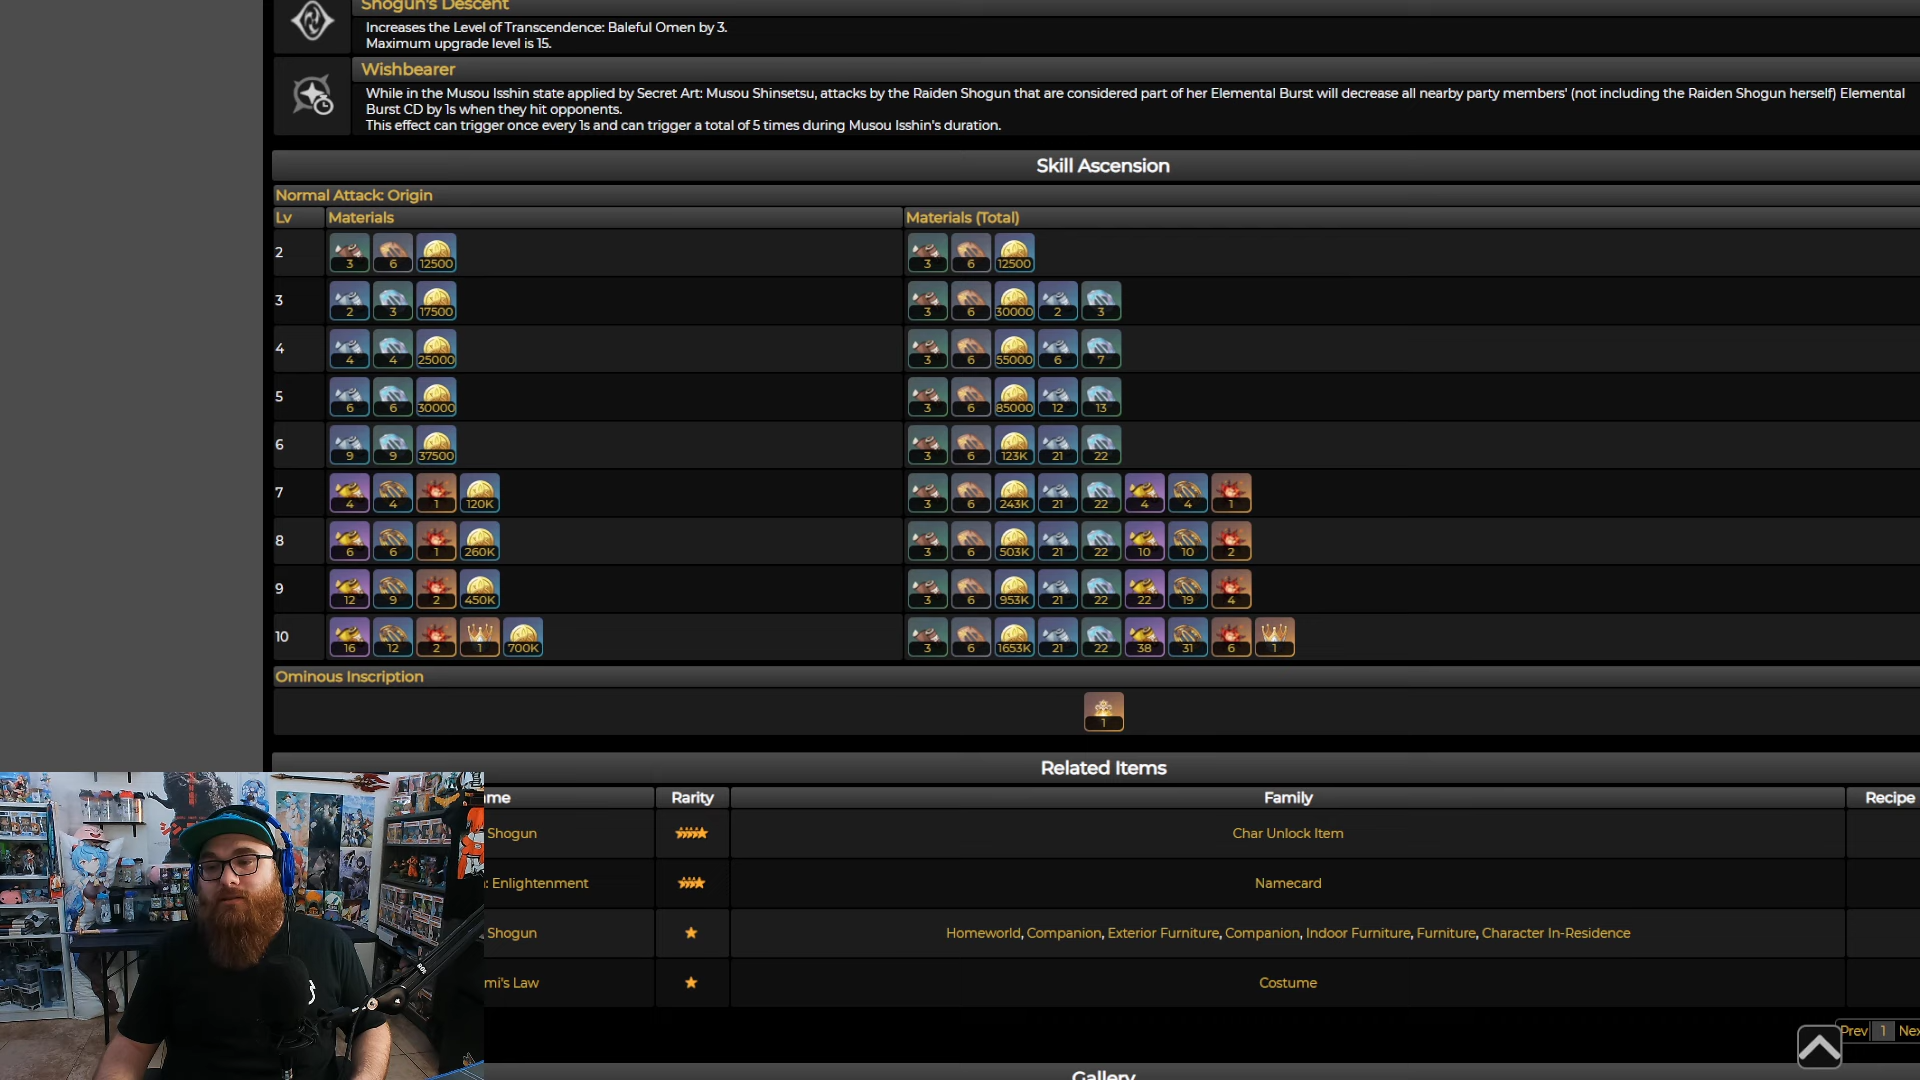 Shogun's Descent
Increases the Level of Transcendence: Baleful Omen by 3.
Maximum upgrade level is 15.
Wishbearer
While in the Musou Isshin state applied by Secret Art: Musou Shinsetsu, attacks by the Raiden Shogun that are considered part of her Elemental Burst will decrease all nearby party members' (not including the Raiden Shogun herself) Elemental
Burst CD by 1s when they hit opponents.
This effect can trigger once every 1s and can trigger a total of 5 times during Musou Isshin's duration.
Skill Ascension
Normal Attack: Origin
Lv Materials Materials (Total)
2 3 6 12500 3 6 12500
3 2 3 17500 3 6 30000 2 3
4 4 4 25000 3 6 55000 6 7
5 6 6 30000 3 6 85000 12 13
6 9 9 37500 3 6 123K 21 22
7 4 4 1 120K 3 6 243K 21 22 4 4 1
8 6 6 1 260K 3 6 503K 21 22 10 10 2
9 12 9 2 450K 3 6 953K 21 22 22 19 4
10 16 12 2 1 700K 3 6 1653K 21 22 38 31 6 1
Ominous Inscription
1
Related Items
me Rarity Family Recipe
Shogun Char Unlock Item
: Enlightenment Namecard
Shogun Homeworld, Companion, Exterior Furniture, Companion, Indoor Furniture, Furniture, Character In-Residence
mi's Law Costume
Prev 1 Nex
Gallery